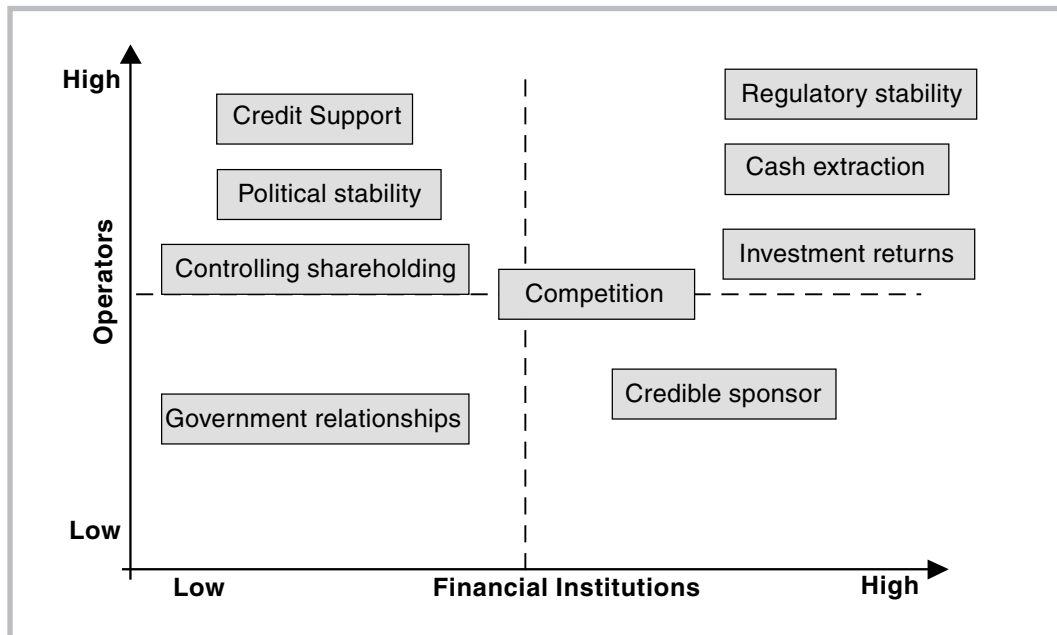 High
Credit Support
Regulatory stability
Political stability
Cash extraction
Controlling shareholding
Investment returns
Operators
Competition
Government relationships
Credible sponsor
Low
Low
Financial Institutions
High